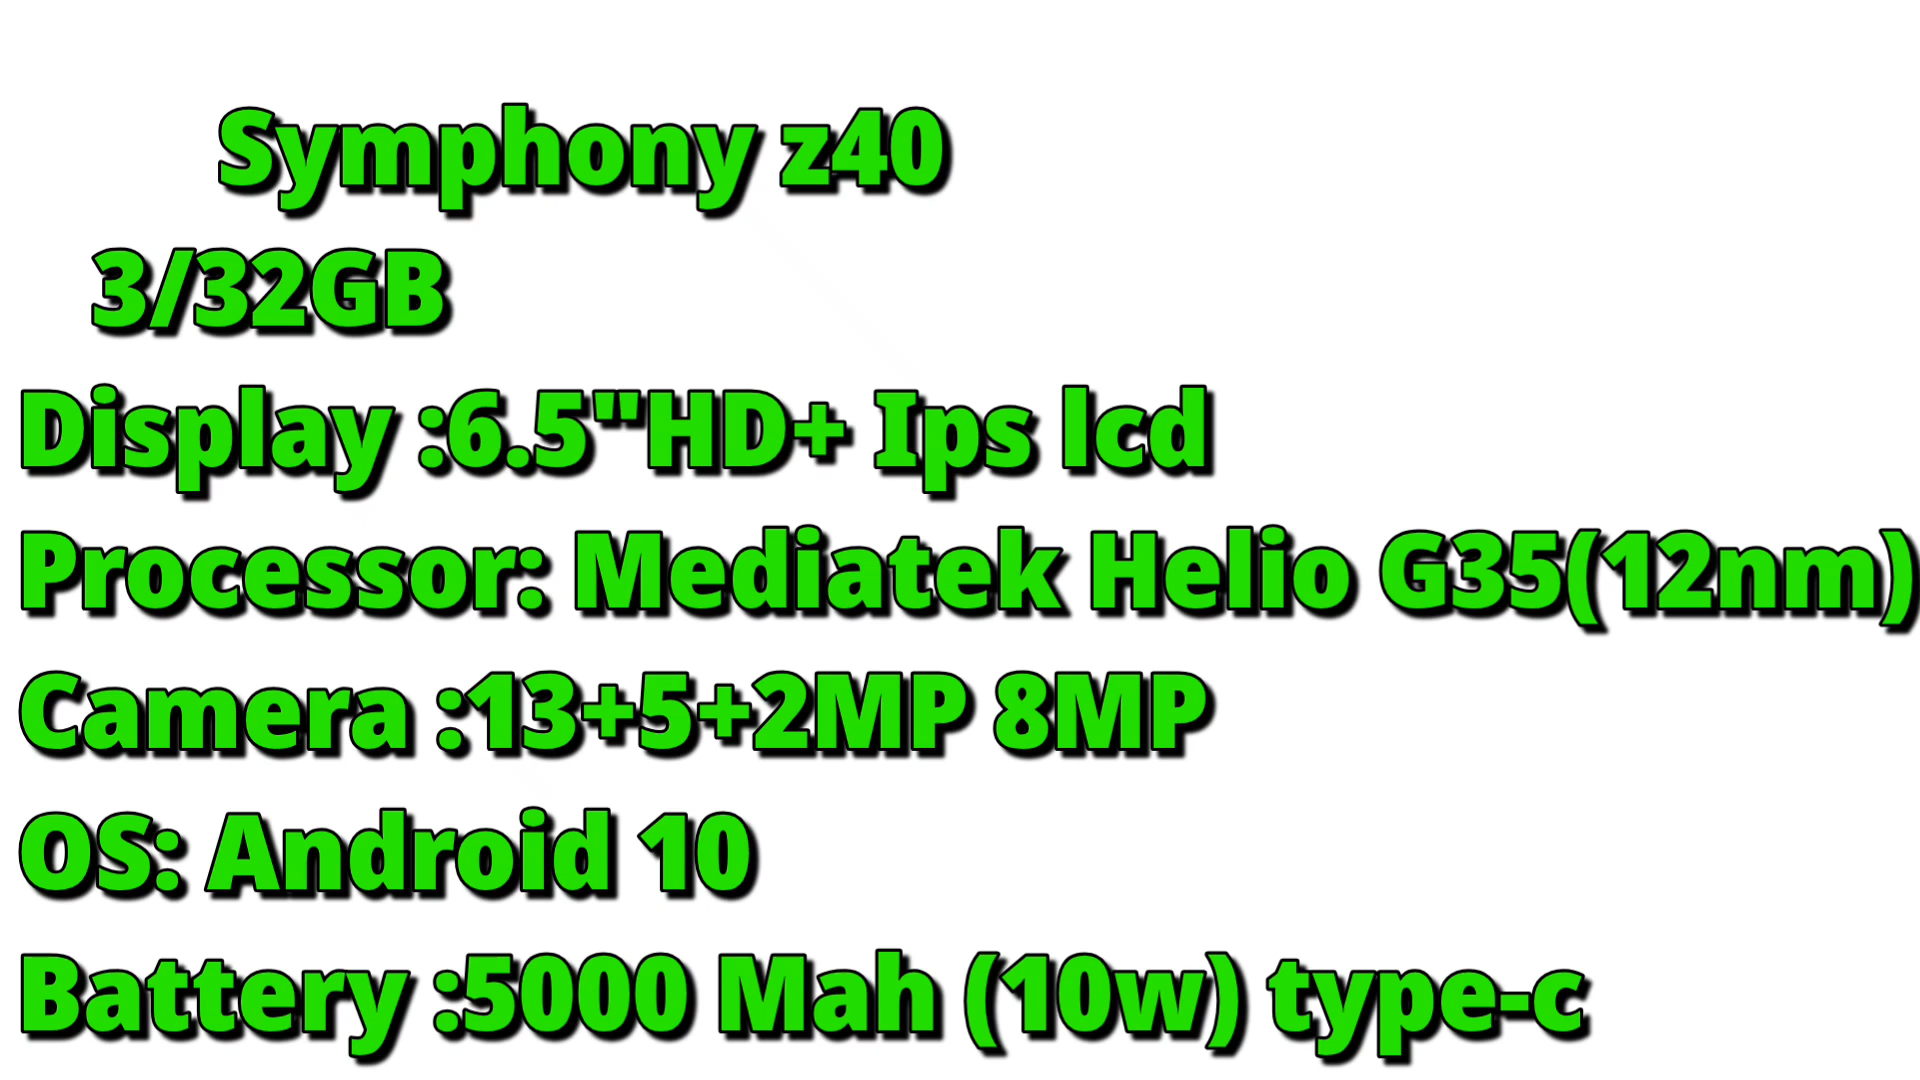 Symphony z40
3/32GB
Display :6.5"HD+ Ips lcd
Processor: Mediatek Helio G35(12nm)
Camera :13+5+2MP 8MP
OS: Android 10
Battery :5000 Mah (10w) type-c